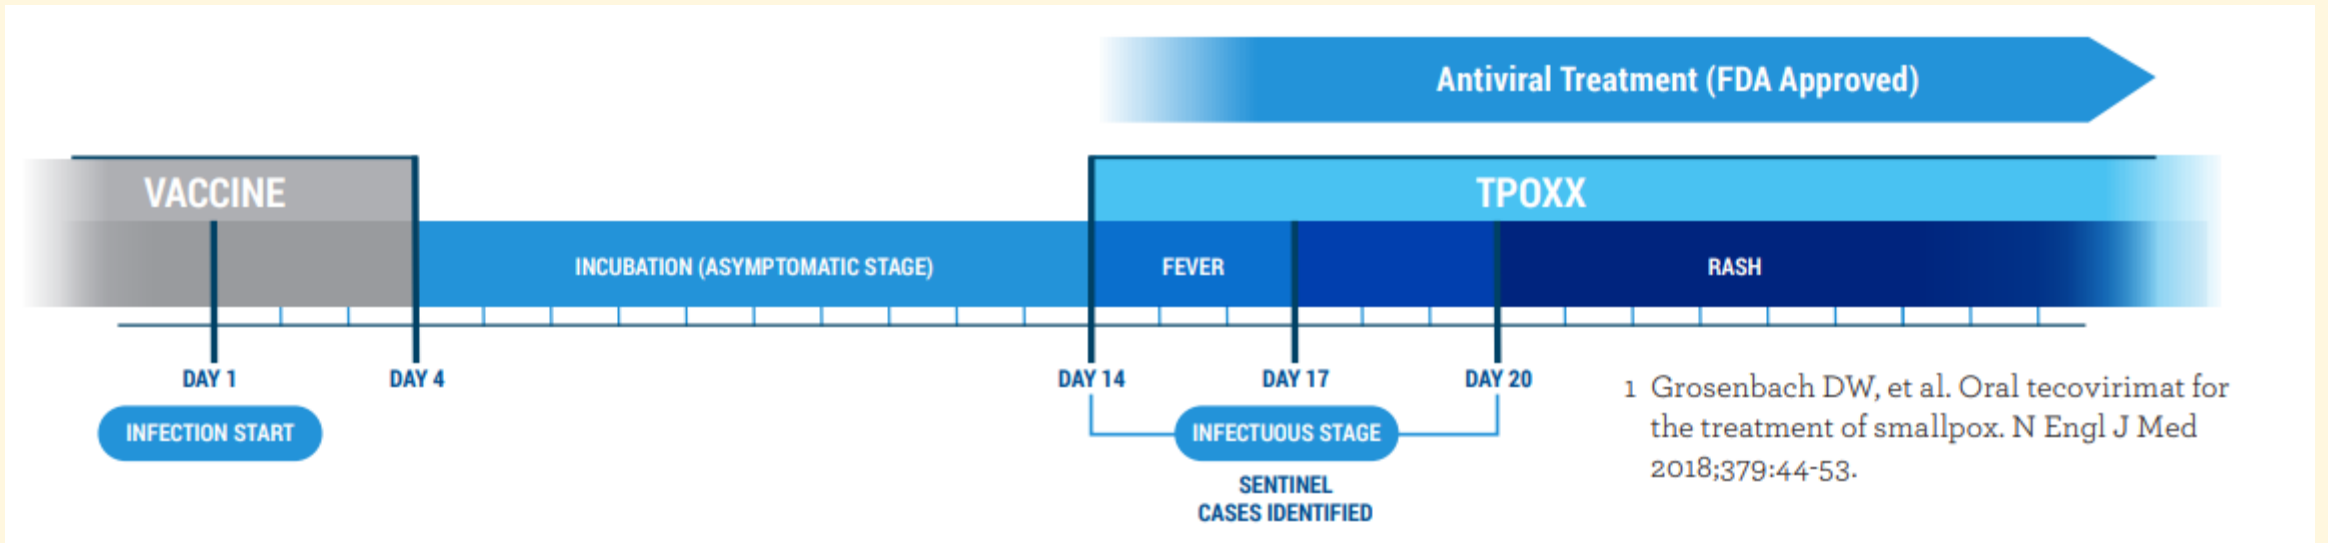 Antiviral Treatment (FDA Approved)
VACCINE
TPOXX
INCUBATION (ASYMPTOMATIC STAGE)
FEVER
RASH
DAY 1
DAY 4
DAY 14
DAY 17
DAY 20
INFECTION START
INFECTUOUS STAGE
SENTINEL
CASES IDENTIFIED
1 Grosenbach DW, et al. Oral tecovirimat for
the treatment of smallpox. N Engl J Med
2018;379:44-53.